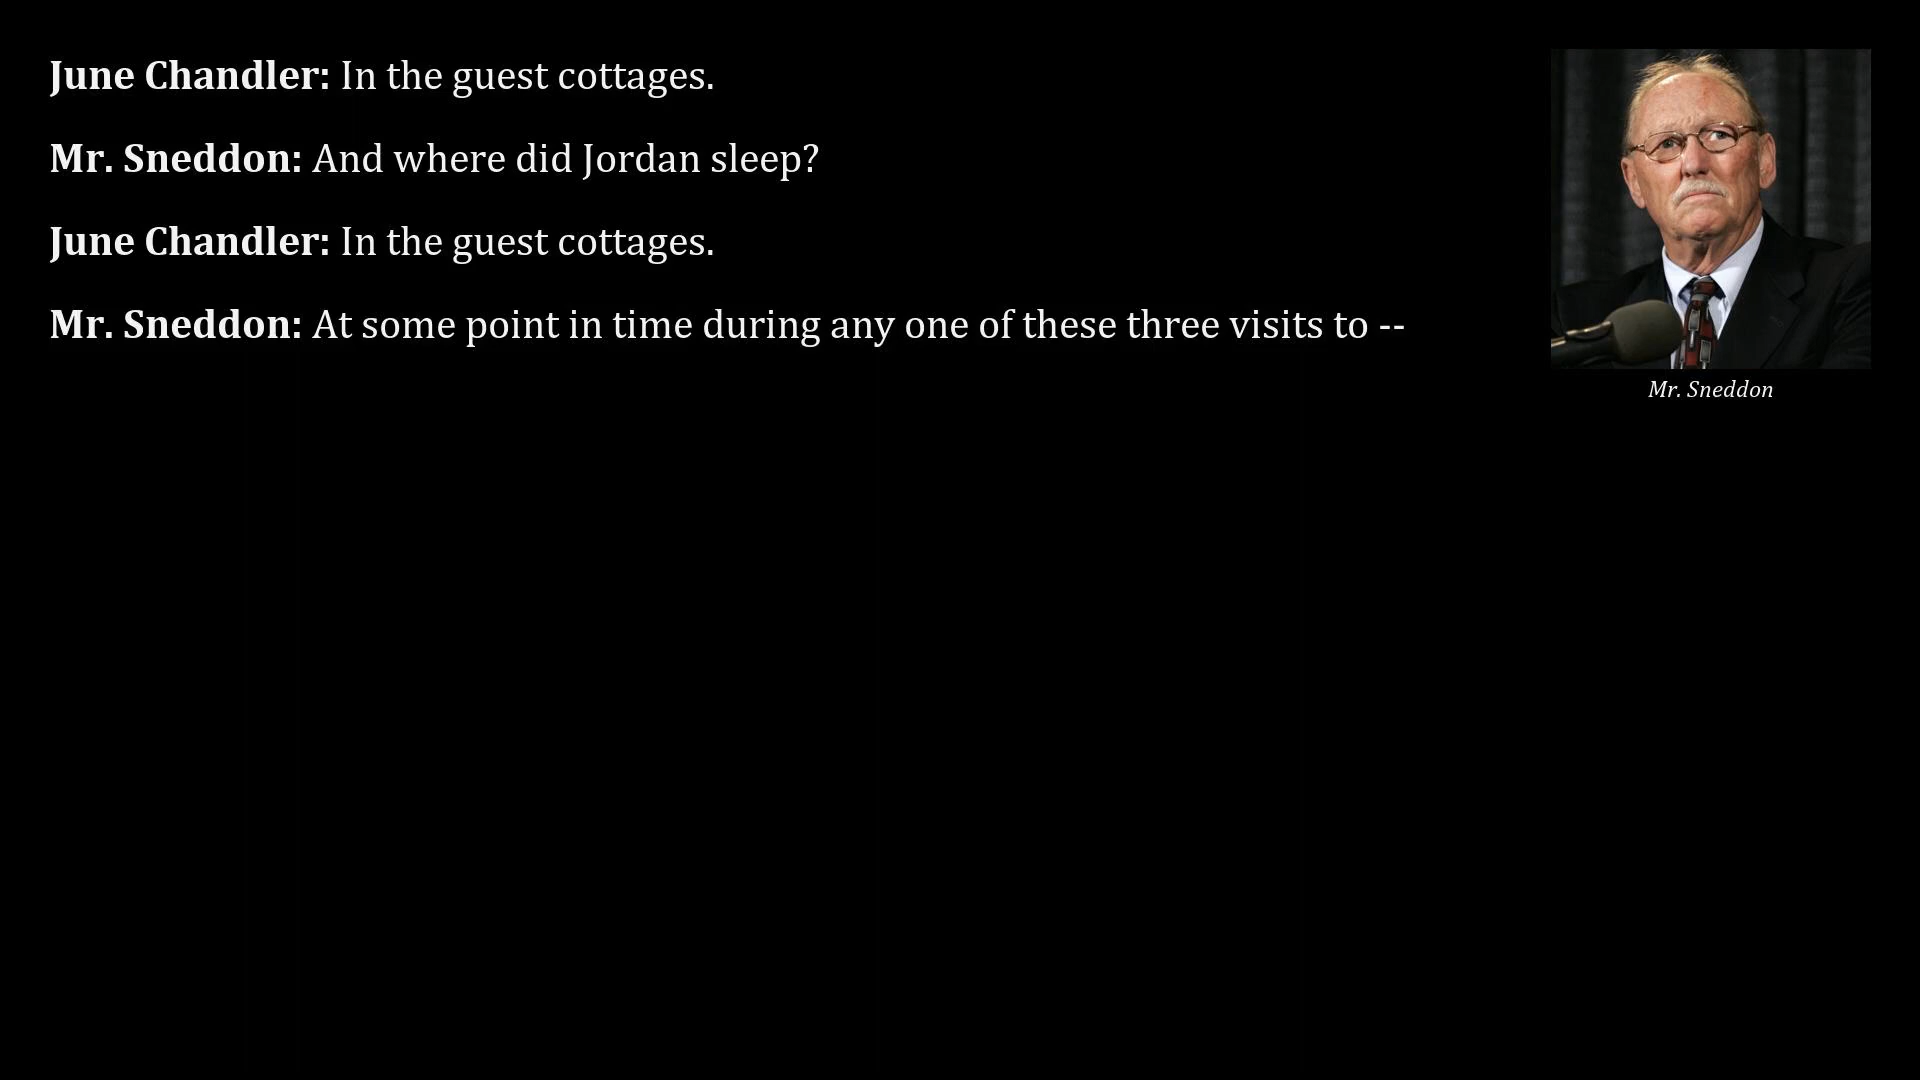 June Chandler: In the guest cottages.
Mr. Sneddon: And where did Jordan sleep?
June Chandler: In the guest cottages.
Mr. Sneddon: At some point in time during any one of these three visits to --
Mr. Sneddon